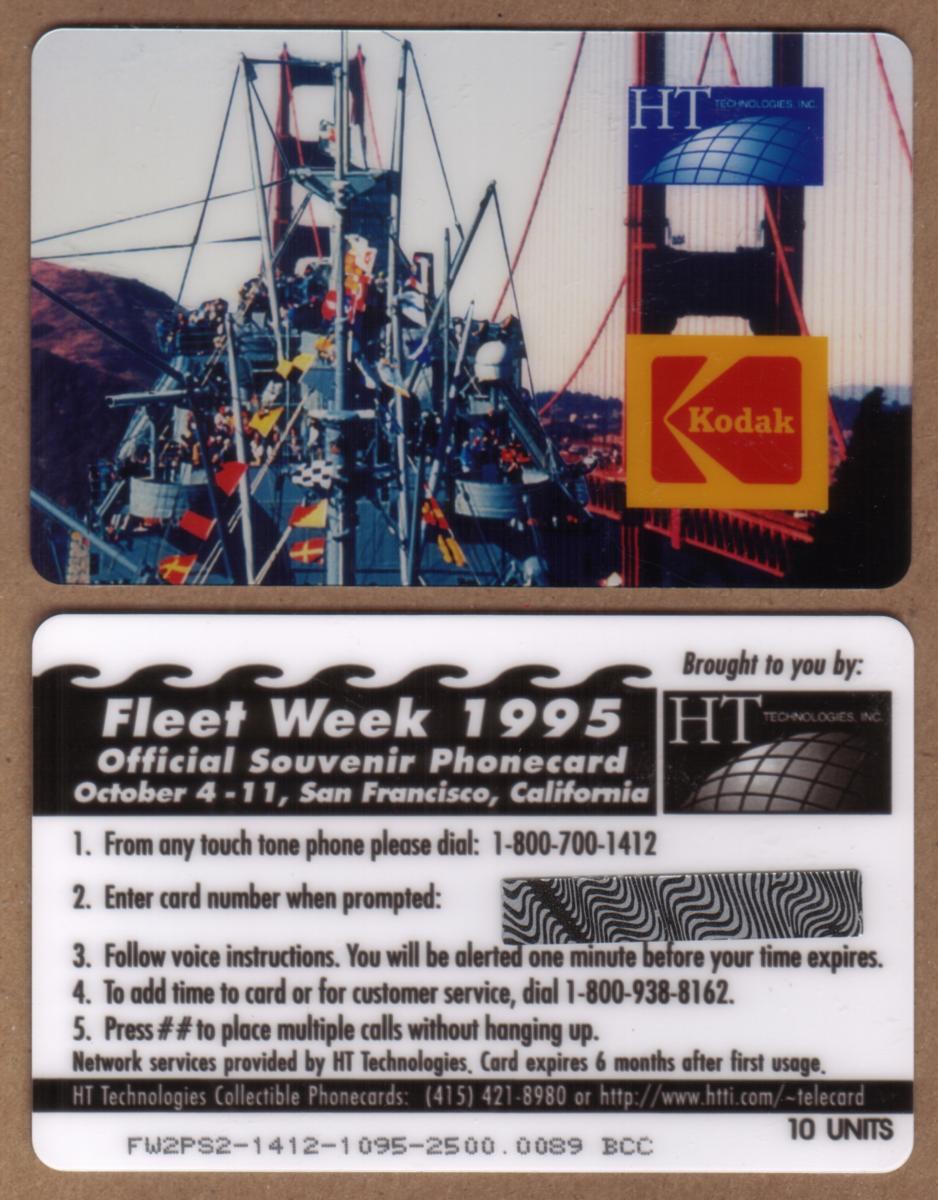 HT TECHNOLOGIES, INC.
Kodak
Brought to you by:
Fleet Week 1995
Official Souvenir Phonecard
October 4 - 11, San Francisco, California
HT TECHNOLOGIES, INC.
1. From any touch tone phone please dial: 1-800-700-1412
2. Enter card number when prompted:
3. Follow voice instructions. You will be alerted one minute before your time expires.
4. To add time to card or for customer service, dial 1-800-938-8162.
5. Press ## to place multiple calls without hanging up.
Network services provided by HT Technologies. Card expires 6 months after first usage.
HT Technologies Collectible Phonecards: (415) 421-8980 or http://www.htti.com/~telecard
10 UNITS
FW2PS2-1412-1095-2500.0089 BCC